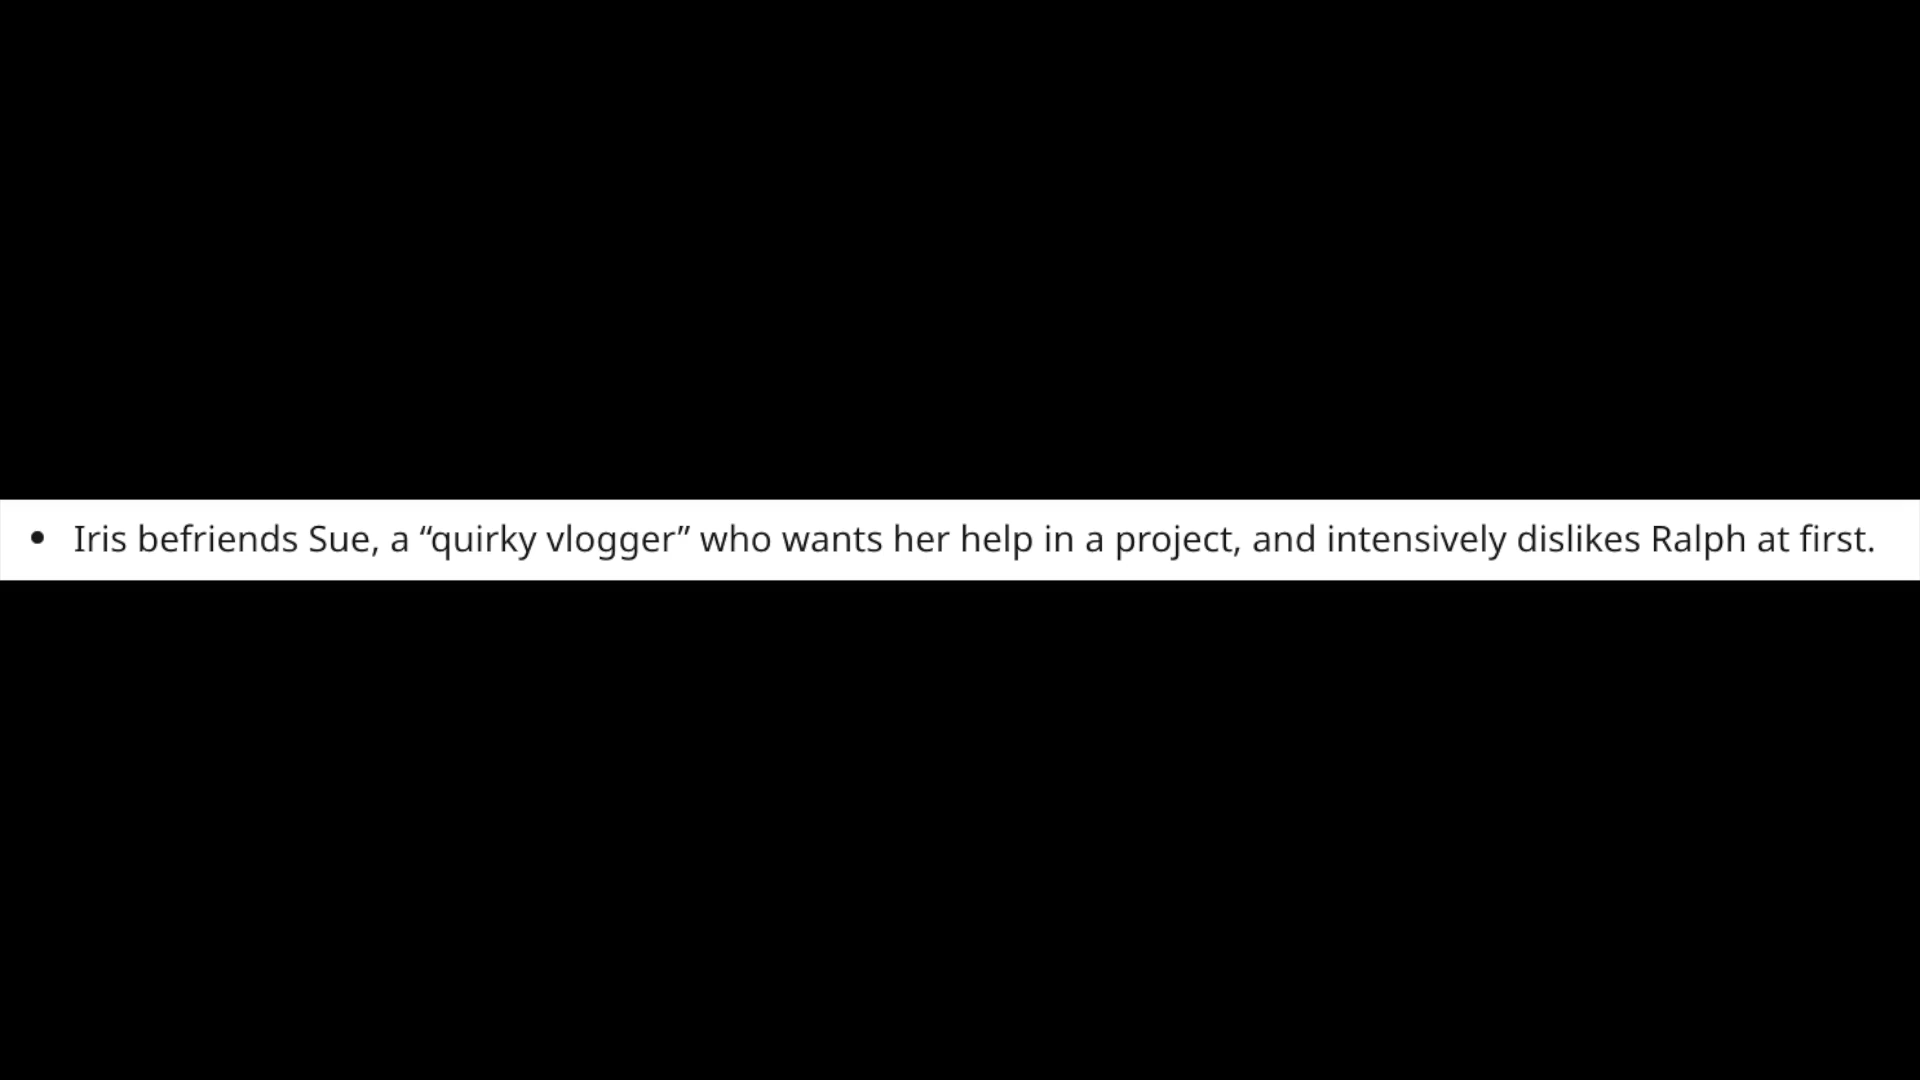 • Iris befriends Sue, a “quirky vlogger” who wants her help in a project, and intensively dislikes Ralph at first.